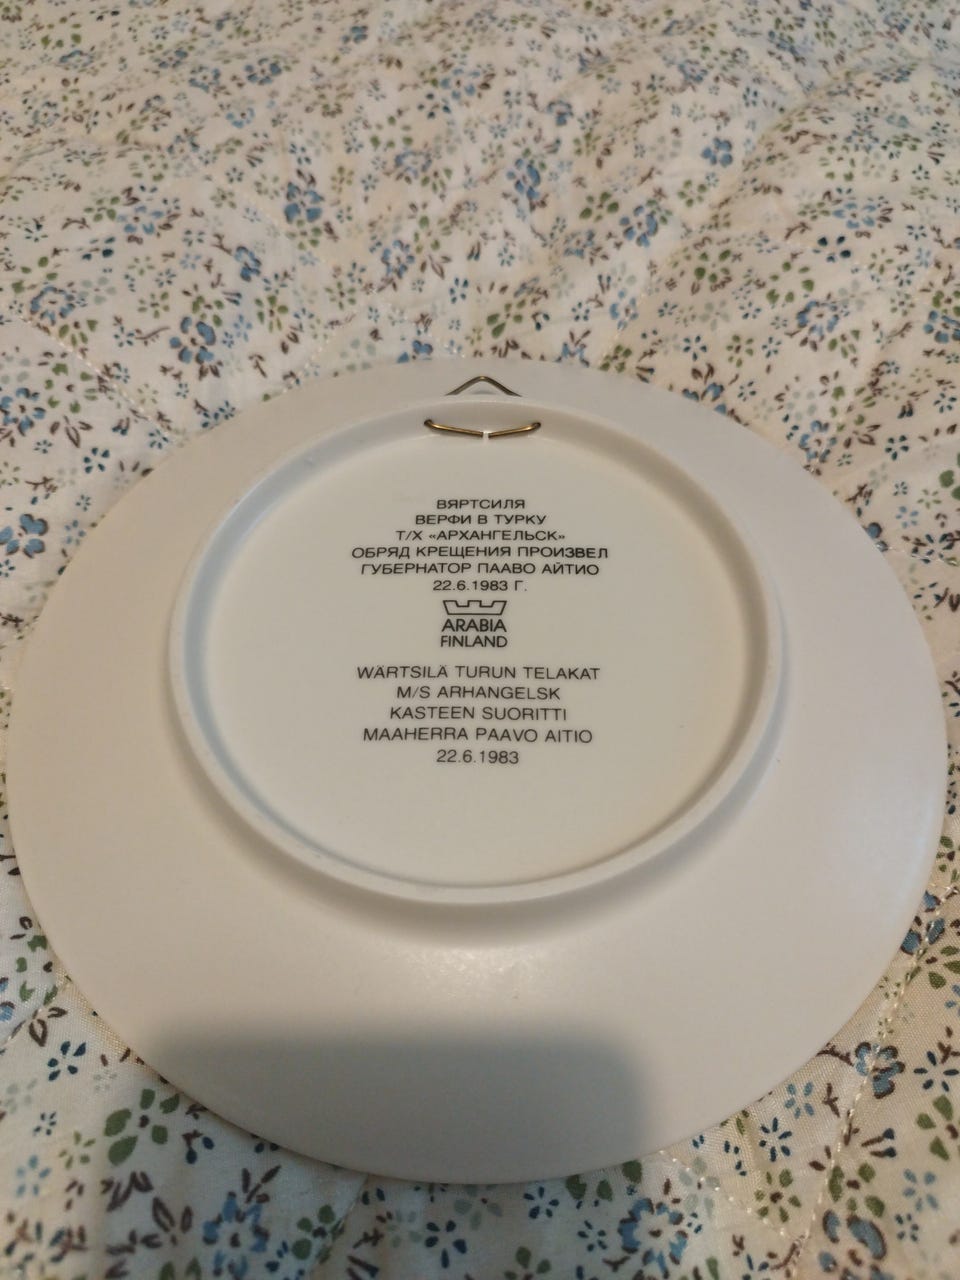 ВЯРТСИЛЯ
ВЕРФИ В ТУРКУ
Т/Х «АРХАНГЕЛЬСК»
ОБРЯД КРЕЩЕНИЯ ПРОИЗВЕЛ
ГУБЕРНАТОР ПААВО АЙТИО
22.6.1983 Г.
ARABIA
FINLAND
WÄRTSILÄ TURUN TELAKAT
M/S ARHANGELSK
KASTEEN SUORITTI
MAAHERRA PAAVO AITIO
22.6.1983